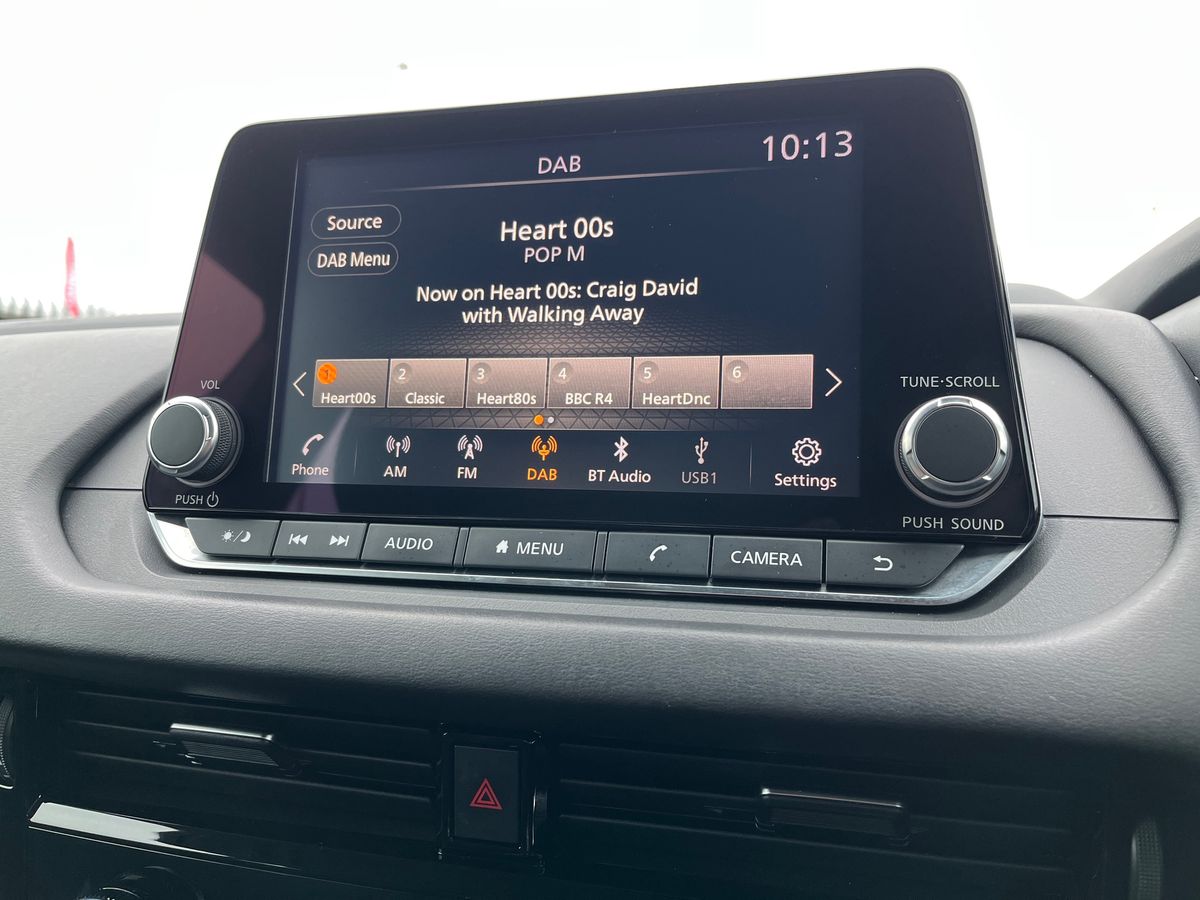 10:13
DAB
Source
Heart 00s
POP M
DAB Menu
Now on Heart 00s: Craig David
with Walking Away
1 2 3 4 5 6
Heart00s Classic Heart80s BBC R4 HeartDnc
Phone AM FM DAB BT Audio USB1 Settings
VOL
PUSH
TUNE·SCROLL
PUSH SOUND
AUDIO MENU CAMERA